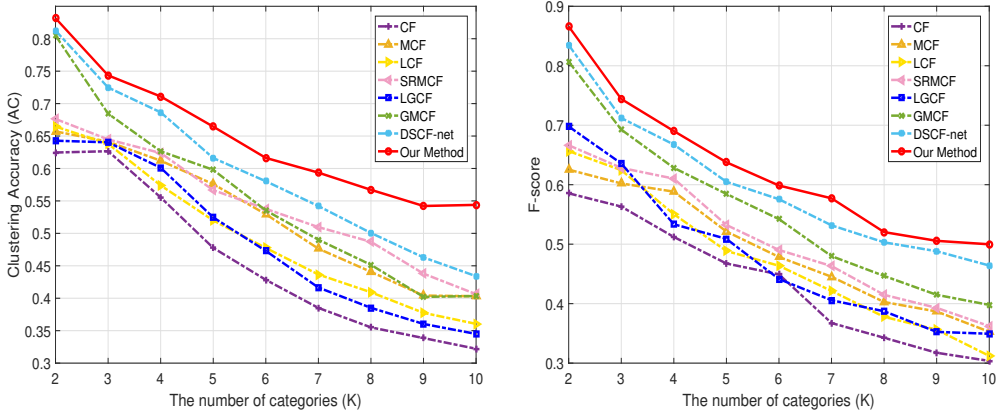 0.8
0.75
0.7
0.65
0.6
0.55
0.5
0.45
0.4
0.35
0.3
Clustering Accuracy (AC)
2 3 4 5 6 7 8 9 10
The number of categories (K)
CF
MCF
LCF
SRMCF
LGCF
GMCF
DSCF-net
Our Method
0.9
0.8
0.7
0.6
0.5
0.4
0.3
F-score
2 3 4 5 6 7 8 9 10
The number of categories (K)
CF
MCF
LCF
SRMCF
LGCF
GMCF
DSCF-net
Our Method